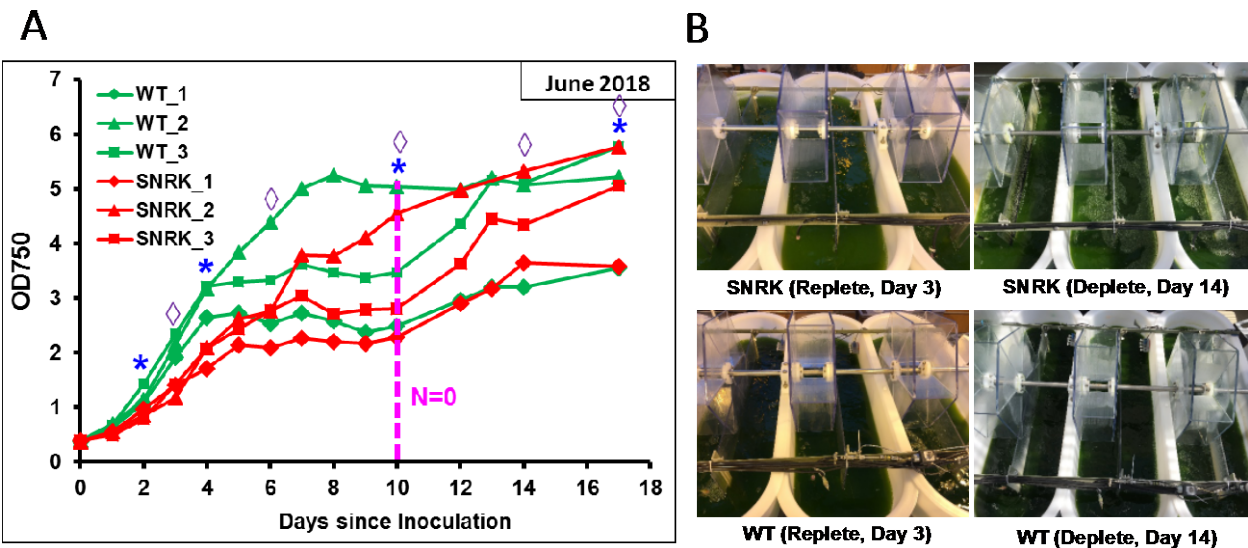 A
B
June 2018
7
6
5
4
3
2
1
0
OD750
WT_1
WT_2
WT_3
SNRK_1
SNRK_2
SNRK_3
*
*
*
*
N=0
0 2 4 6 8 10 12 14 16 18
Days since Inoculation
SNRK (Replete, Day 3)
SNRK (Deplete, Day 14)
WT (Replete, Day 3)
WT (Deplete, Day 14)